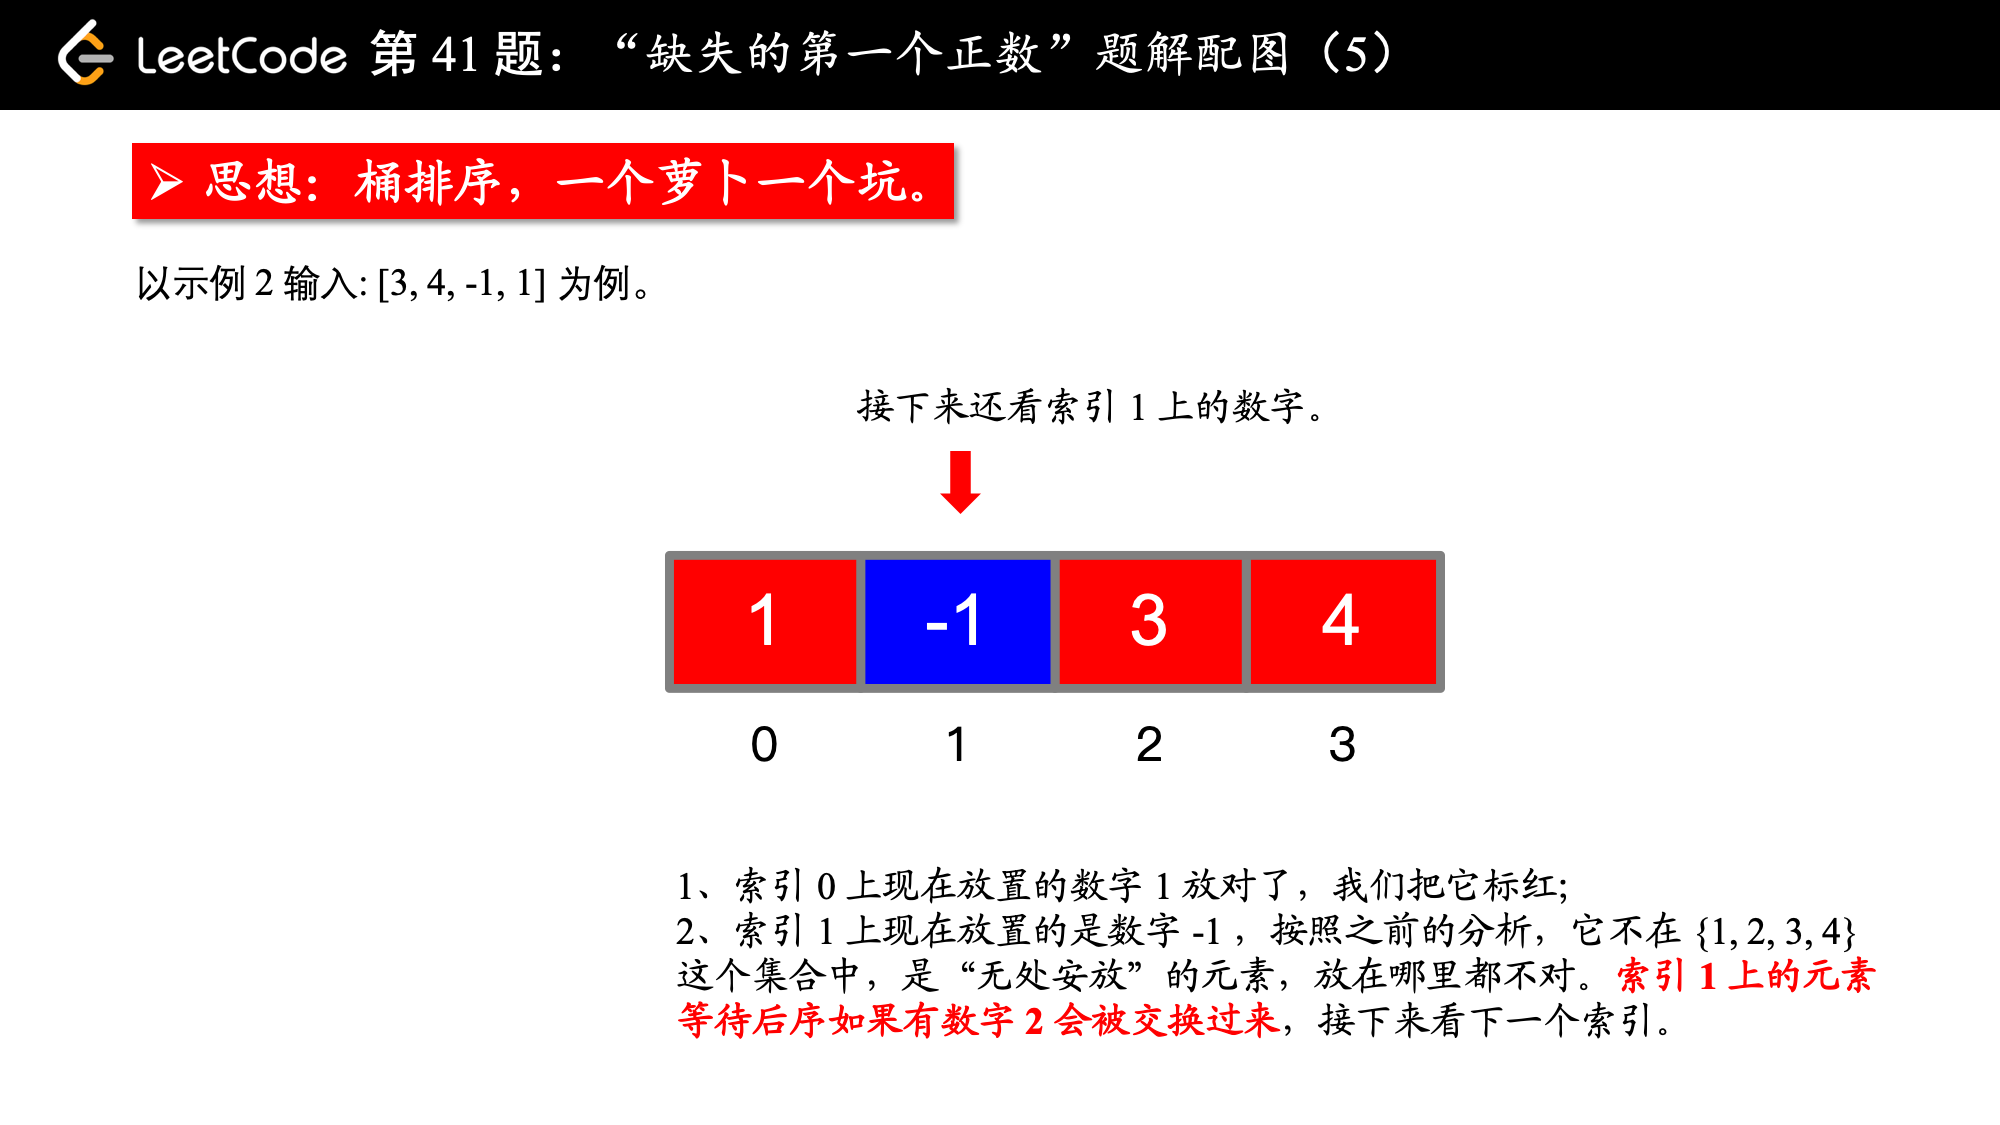 LeetCode 第 41 题：“缺失的第一个正数”题解配图（5）
思想：桶排序，一个萝卜一个坑。
以示例 2 输入: [3, 4, -1, 1] 为例。
接下来还看索引 1 上的数字。
1 -1 3 4
0 1 2 3
1、索引 0 上现在放置的数字 1 放对了，我们把它标红;
2、索引 1 上现在放置的是数字 -1 ，按照之前的分析，它不在 {1, 2, 3, 4}
这个集合中，是“无处安放”的元素，放在哪里都不对。索引 1 上的元素
等待后序如果有数字 2 会被交换过来，接下来看下一个索引。